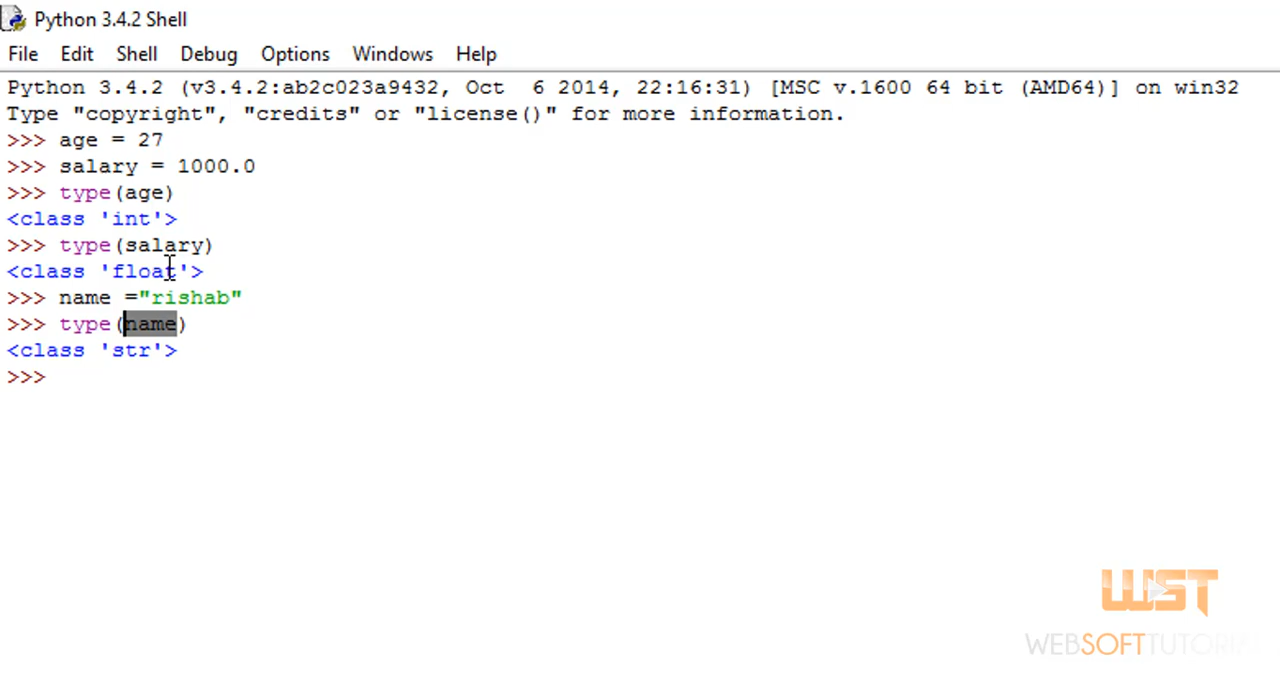 Python 3.4.2 Shell
File Edit Shell Debug Options Windows Help
Python 3.4.2 (v3.4.2:ab2c023a9432, Oct  6 2014, 22:16:31) [MSC v.1600 64 bit (AMD64)] on win32
Type "copyright", "credits" or "license()" for more information.
>>> age = 27
>>> salary = 1000.0
>>> type(age)
<class 'int'>
>>> type(salary)
<class 'float'>
>>> name ="rishab"
>>> type(name)
<class 'str'>
>>>
WST
WEBSOFTTUTORIA